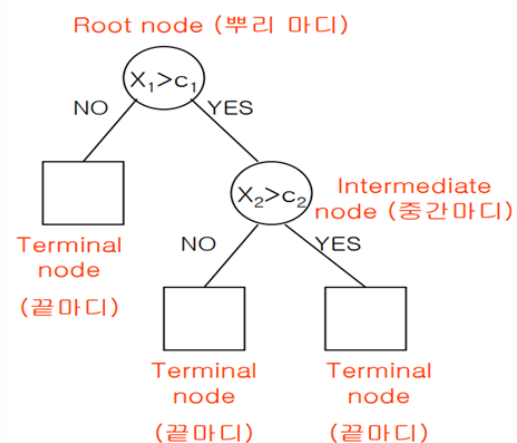 Root node (뿌리 마디)
X₁>c₁
NO
YES
X₂>c₂
Intermediate
node (중간마디)
Terminal
node
(끝마디)
NO
YES
Terminal
node
(끝마디)
Terminal
node
(끝마디)